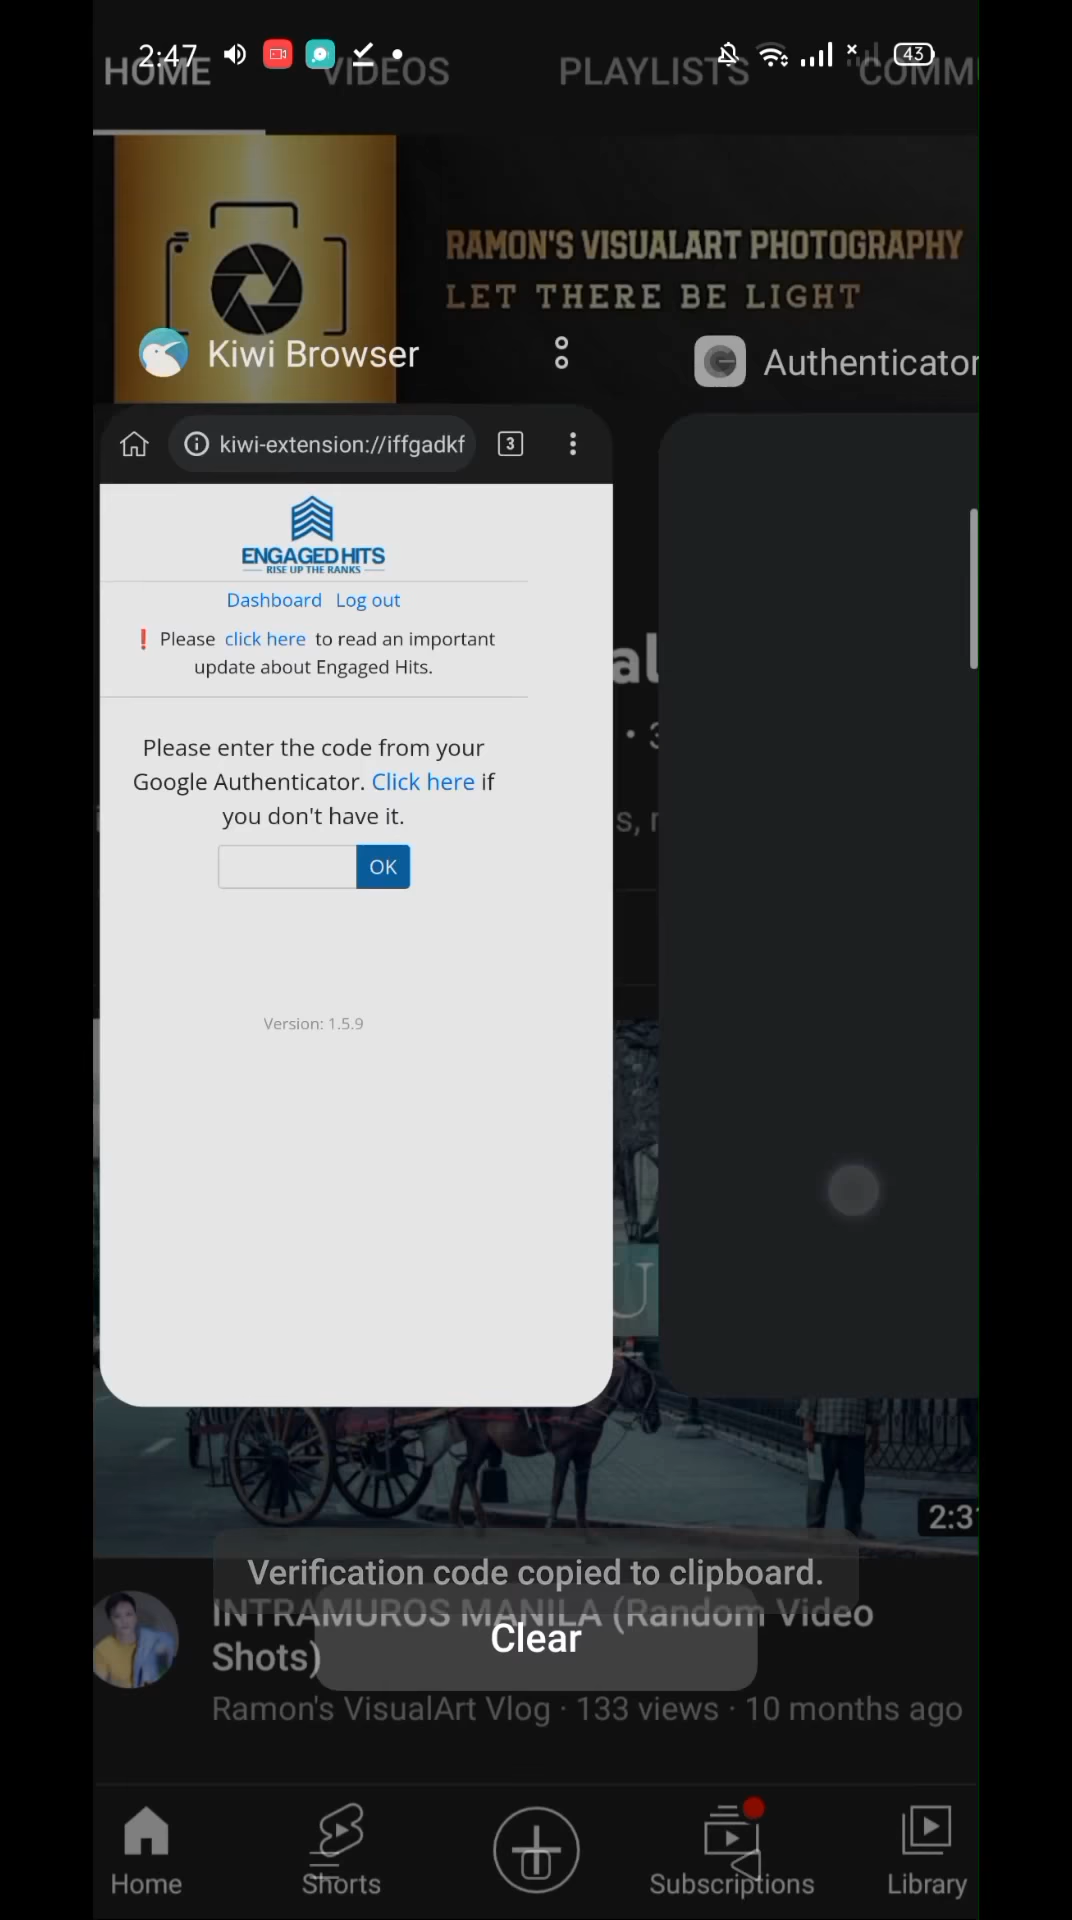 2:47
43
HOME
VIDEOS
PLAYLISTS
COMM
RAMON'S VISUALART PHOTOGRAPHY
LET THERE BE LIGHT
Kiwi Browser
Authenticator
kiwi-extension://iffgadkf
3
ENGAGED HITS
RISE UP THE RANKS
Dashboard Log out
❗ Please click here to read an important
update about Engaged Hits.
al
• 3
s, r
Please enter the code from your
Google Authenticator. Click here if
you don't have it.
OK
Version: 1.5.9
U
2:31
Verification code copied to clipboard.
INTRAMUROS MANILA (Random Video
Shots)
Clear
Ramon's VisualArt Vlog · 133 views · 10 months ago
Home
Shorts
Subscriptions
Library